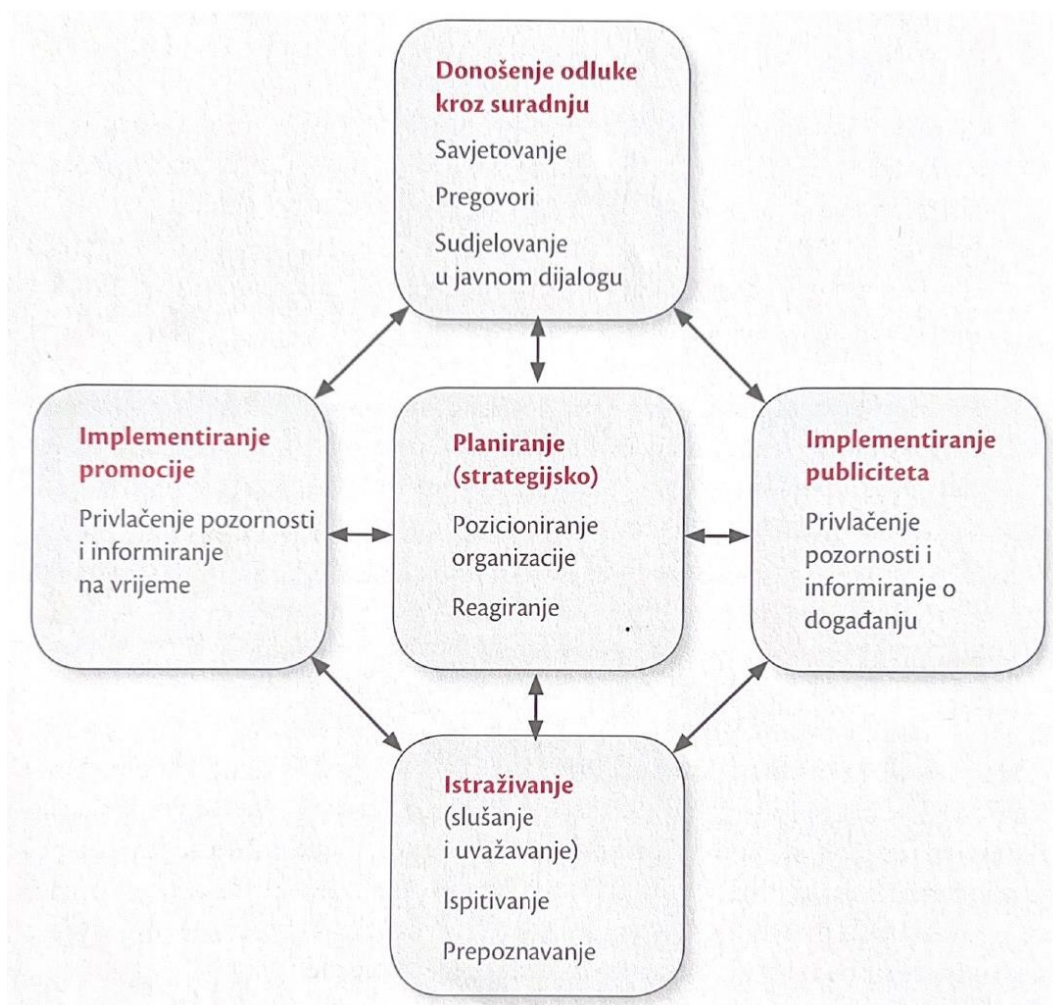 Donošenje odluke
kroz suradnju
Savjetovanje
Pregovori
Sudjelovanje
u javnom dijalogu
Implementiranje
promocije
Privlačenje pozornosti
i informiranje
na vrijeme
Planiranje
(strategijsko)
Pozicioniranje
organizacije
Reagiranje
Implementiranje
publiciteta
Privlačenje
pozornosti i
informiranje o
događanju
Istraživanje
(slušanje
i uvažavanje)
Ispitivanje
Prepoznavanje